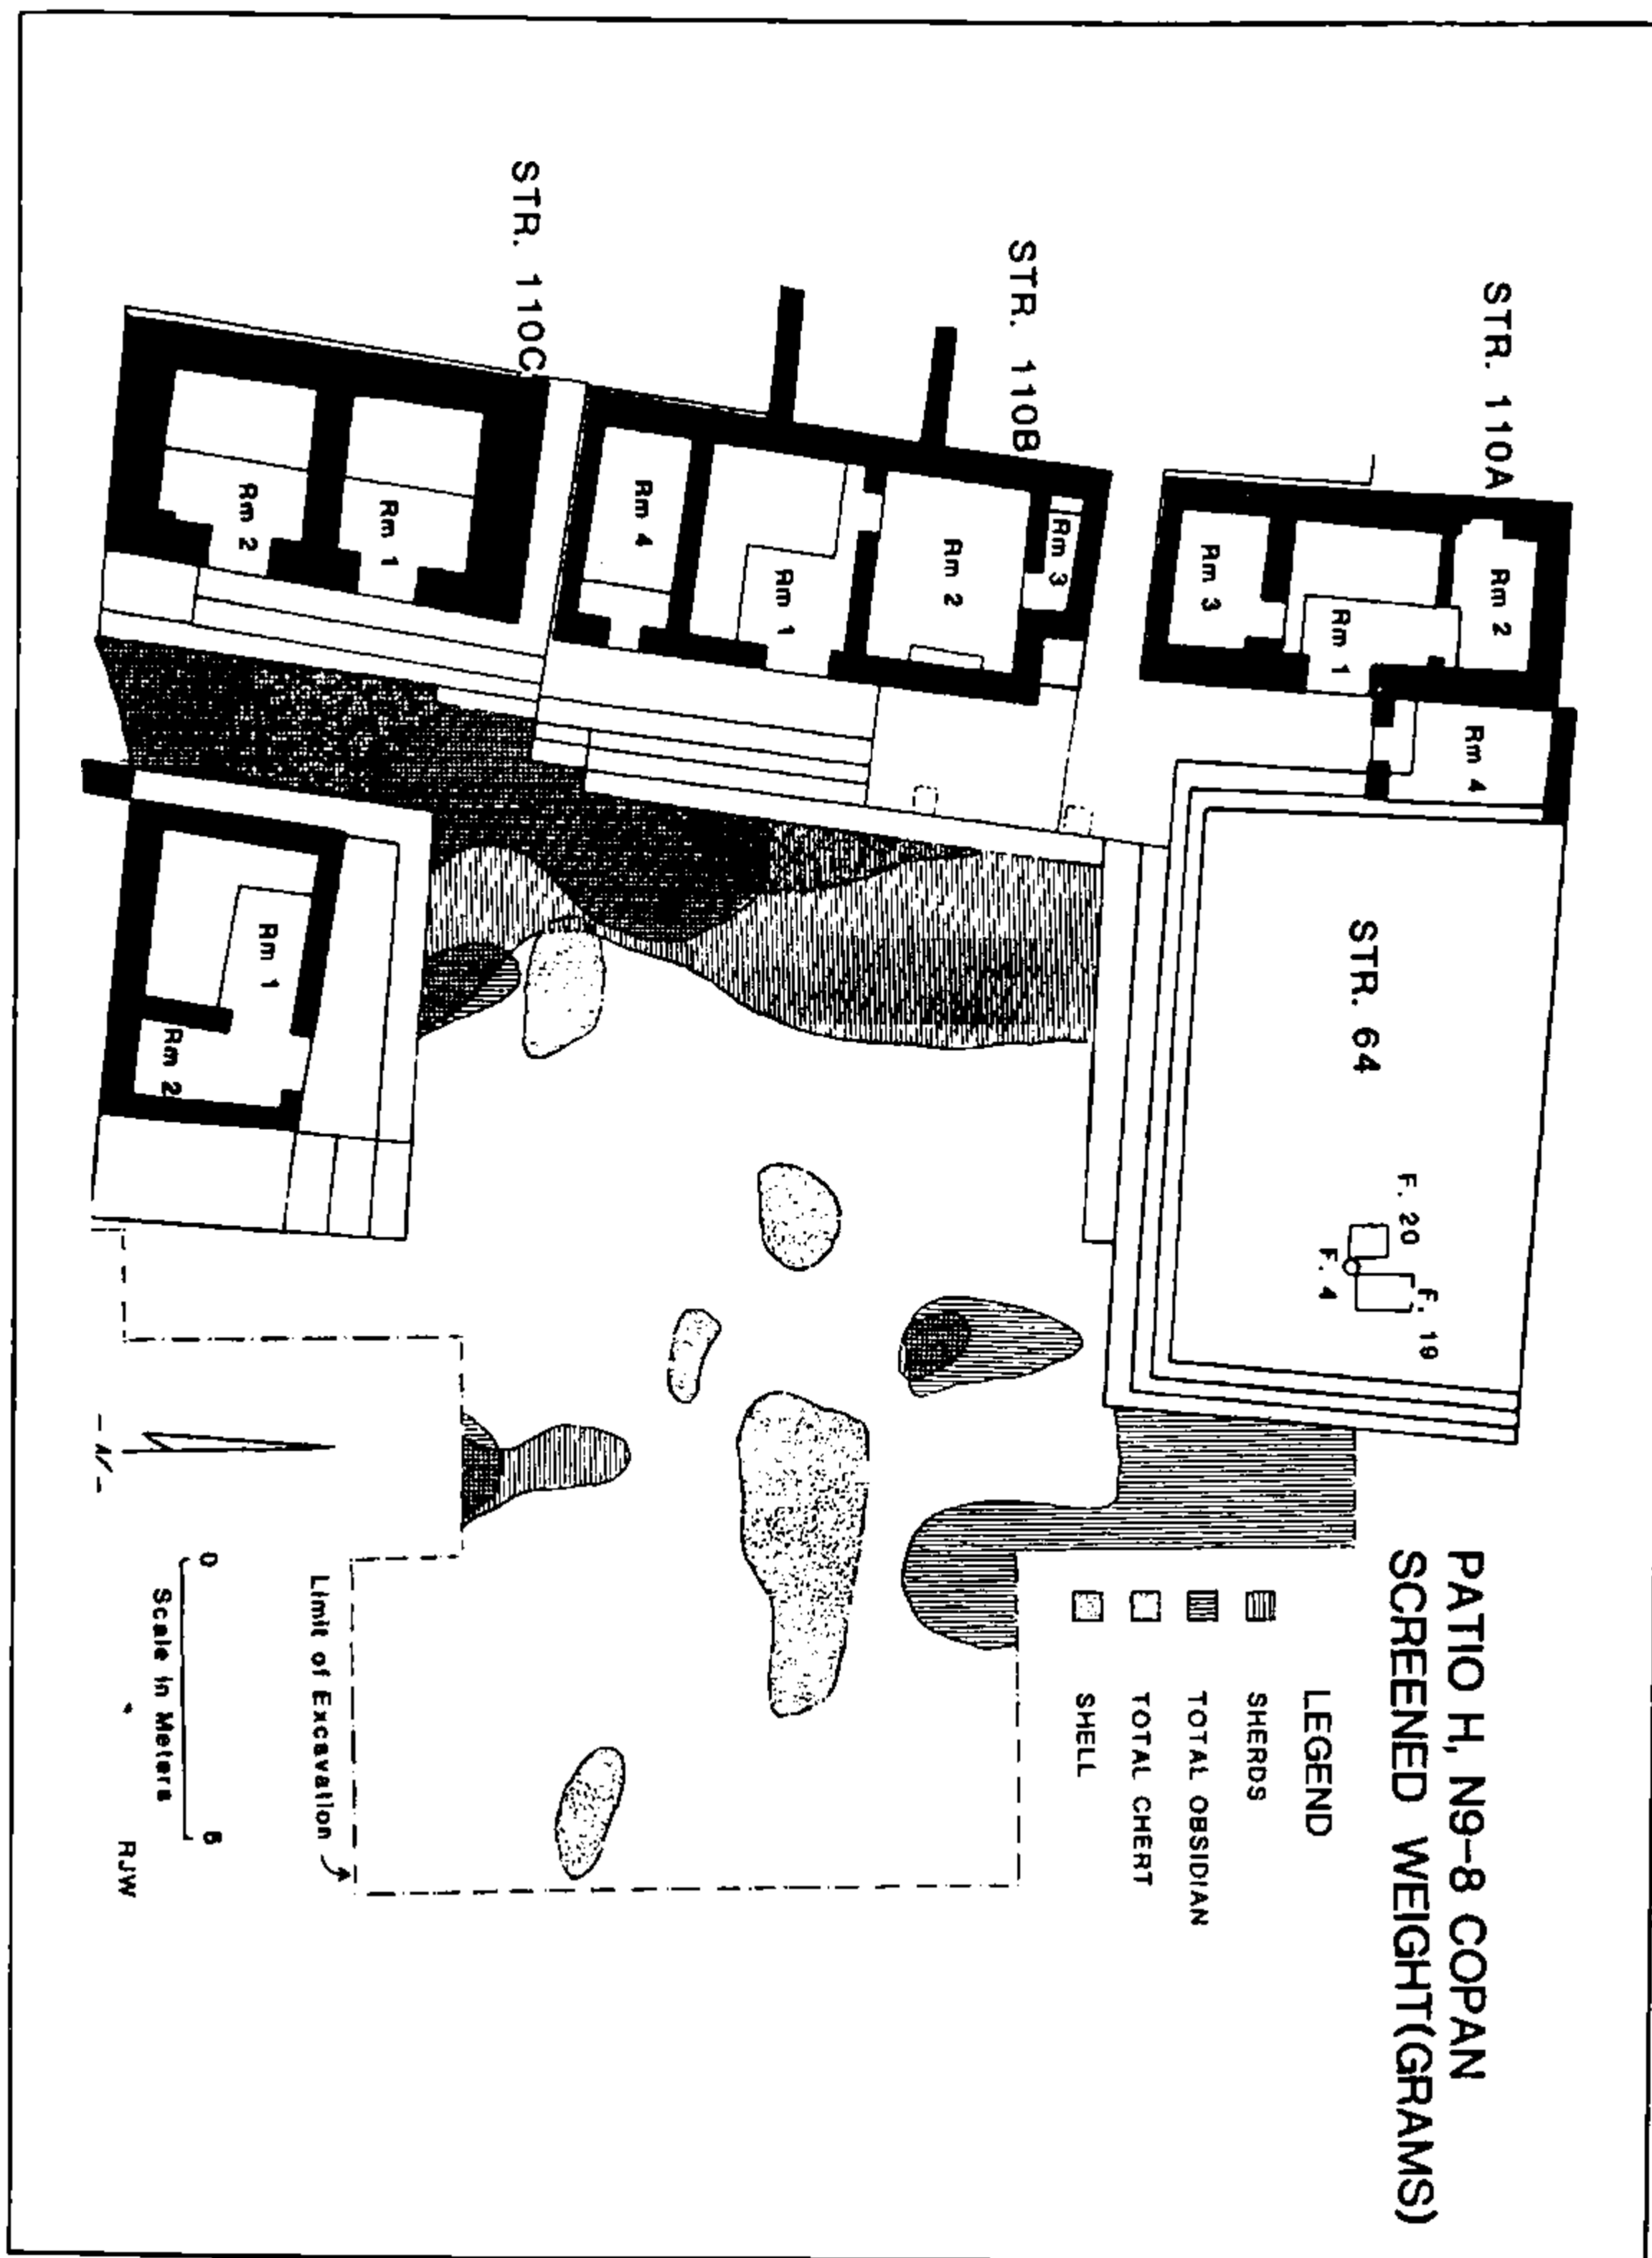 PATIO H, N9-8 COPAN
SCREENED WEIGHT(GRAMS)
LEGEND
SHERDS
TOTAL OBSIDIAN
TOTAL CHERT
SHELL
STR. 110A
Rm 2
Rm 1
Rm 3
Rm 4
STR. 64
F. 20
F. 19
F. 4
STR. 110B
Rm 3
Rm 2
Rm 1
Rm 4
STR. 110C
Rm 1
Rm 2
Rm 1
Rm 2
Limit of Excavation
0
5
Scale in Meters
RJW